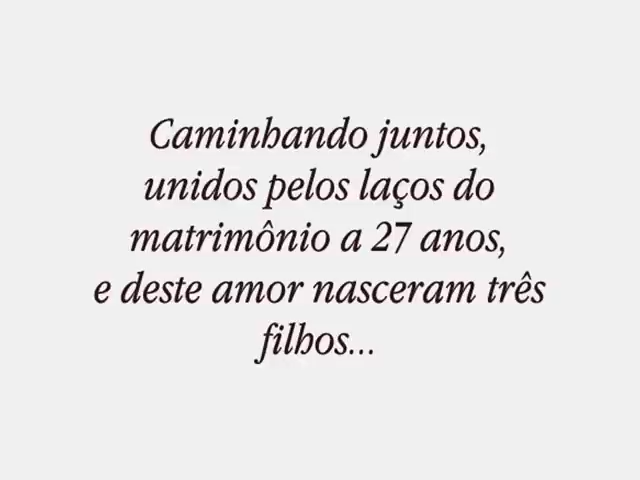 Caminhando juntos,
unidos pelos laços do
matrimônio a 27 anos,
e deste amor nasceram três
filhos...